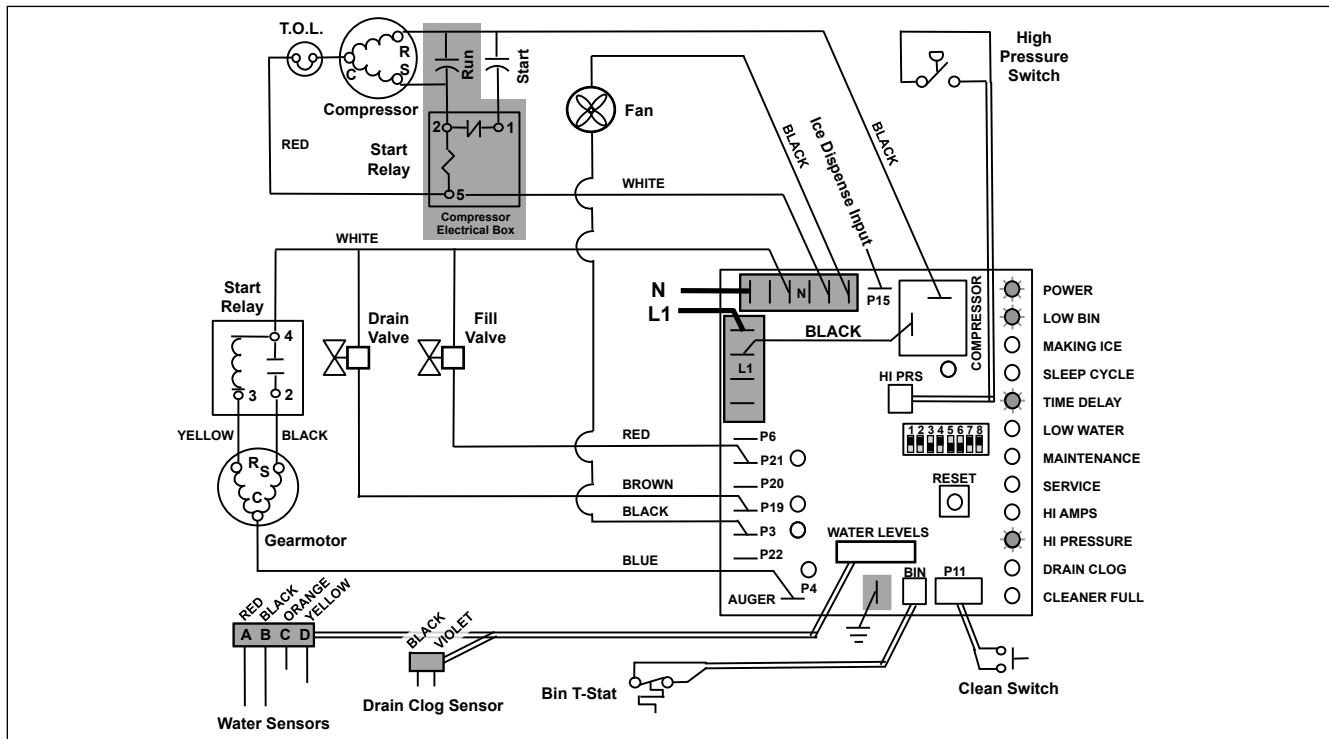 T.O.L.
R
C
S
Compressor
Run
Start
2
1
5
Start
Relay
Compressor
Electrical Box
RED
WHITE
Fan
BLACK
Ice Dispense Input
BLACK
High
Pressure
Switch
WHITE
Start
Relay
4
3
2
YELLOW
BLACK
R
S
C
Gearmotor
Drain
Valve
Fill
Valve
N
L1
N
L1
BLACK
P15
COMPRESSOR
HI PRS
1 2 3 4 5 6 7 8
RESET
POWER
LOW BIN
MAKING ICE
SLEEP CYCLE
TIME DELAY
LOW WATER
MAINTENANCE
SERVICE
HI AMPS
HI PRESSURE
DRAIN CLOG
CLEANER FULL
RED
BROWN
BLACK
BLUE
P6
P21
P20
P19
P3
P22
P4
AUGER
WATER LEVELS
BIN
P11
RED
BLACK
ORANGE
YELLOW
A B C D
Water Sensors
BLACK
VIOLET
Drain Clog Sensor
Bin T-Stat
Clean Switch